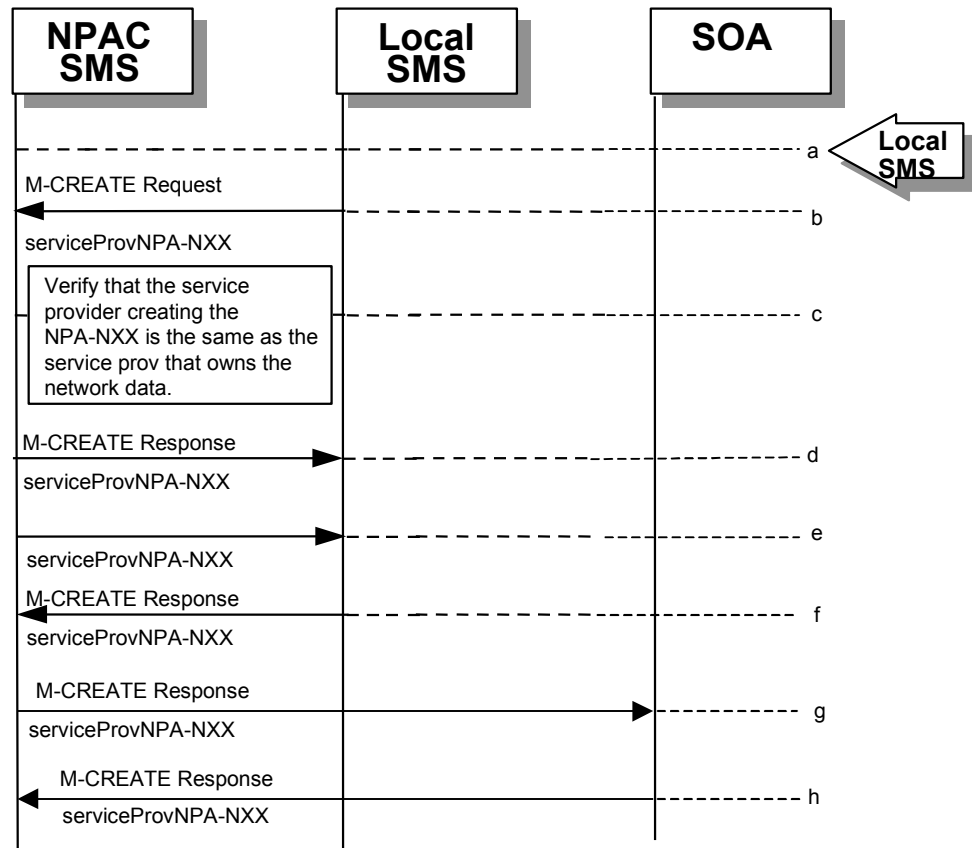 NPAC
SMS
Local
SMS
SOA
a
Local
SMS
M-CREATE Request
b
serviceProvNPA-NXX
Verify that the service
provider creating the
NPA-NXX is the same as the
service prov that owns the
network data.
c
M-CREATE Response
d
serviceProvNPA-NXX
e
serviceProvNPA-NXX
M-CREATE Response
f
serviceProvNPA-NXX
M-CREATE Response
g
serviceProvNPA-NXX
M-CREATE Response
h
serviceProvNPA-NXX